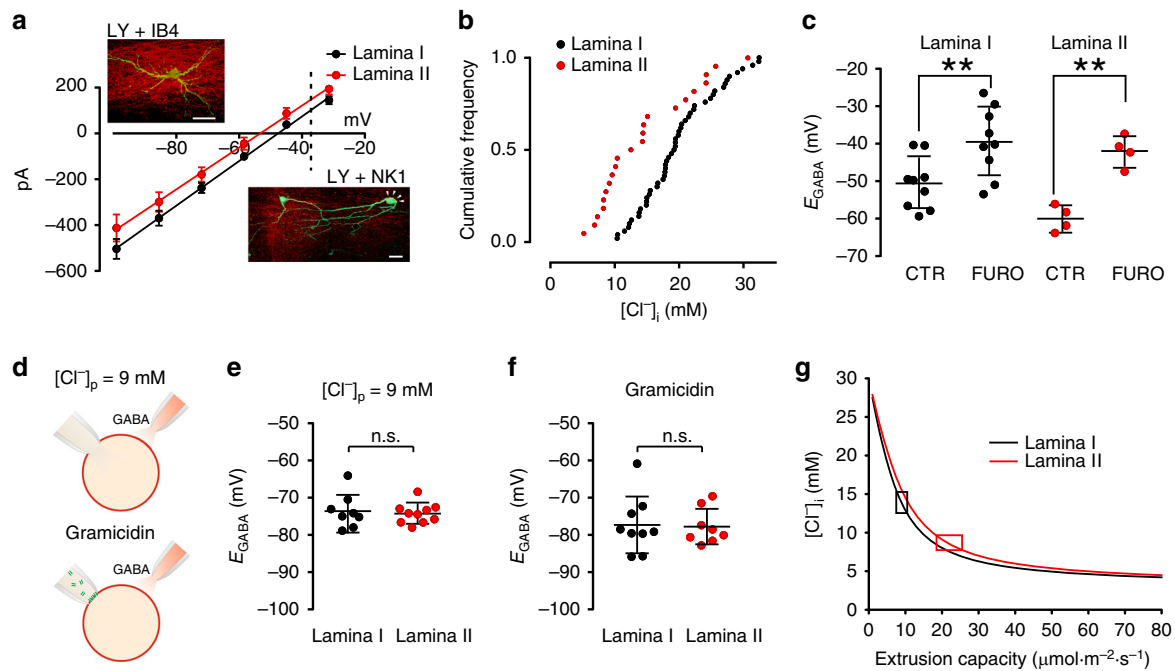 a
LY + IB4
Lamina I
Lamina II
200
0
–200
–400
–600
–80
–60
–40
–20
mV
pA
LY + NK1
b
Lamina I
Lamina II
1.0
0.5
0.0
Cumulative frequency
0
10
20
30
[Cl–]i (mM)
c
Lamina I
Lamina II
**
**
–20
–30
–40
–50
–60
–70
EGABA (mV)
CTR
FURO
CTR
FURO
d
[Cl–]p = 9 mM
GABA
Gramicidin
GABA
e
[Cl–]p = 9 mM
n.s.
–50
–60
–70
–80
–90
–100
EGABA (mV)
Lamina I
Lamina II
f
Gramicidin
n.s.
–50
–60
–70
–80
–90
–100
EGABA (mV)
Lamina I
Lamina II
g
30
25
20
15
10
5
0
[Cl–]i (mM)
Lamina I
Lamina II
0
10
20
30
40
50
60
70
80
Extrusion capacity (μmol·m–2·s–1)